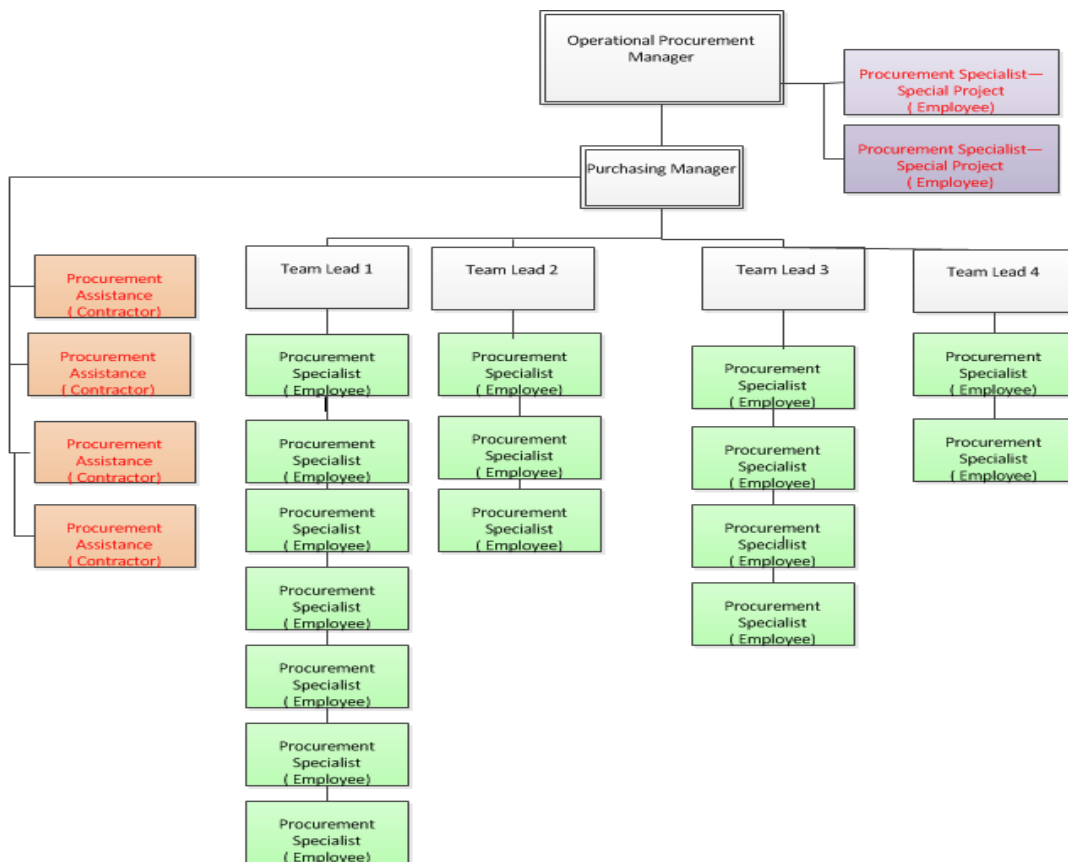 Operational Procurement
Manager
Procurement Specialist—
Special Project
( Employee)
Procurement Specialist—
Special Project
( Employee)
Purchasing Manager
Team Lead 1
Team Lead 2
Team Lead 3
Team Lead 4
Procurement
Assistance
( Contractor)
Procurement
Assistance
( Contractor)
Procurement
Assistance
( Contractor)
Procurement
Assistance
( Contractor)
Procurement
Specialist
( Employee)
Procurement
Specialist
( Employee)
Procurement
Specialist
( Employee)
Procurement
Specialist
( Employee)
Procurement
Specialist
( Employee)
Procurement
Specialist
( Employee)
Procurement
Specialist
( Employee)
Procurement
Specialist
( Employee)
Procurement
Specialist
( Employee)
Procurement
Specialist
( Employee)
Procurement
Specialist
( Employee)
Procurement
Specialist
( Employee)
Procurement
Specialist
( Employee)
Procurement
Specialist
( Employee)
Procurement
Specialist
( Employee)
Procurement
Specialist
( Employee)